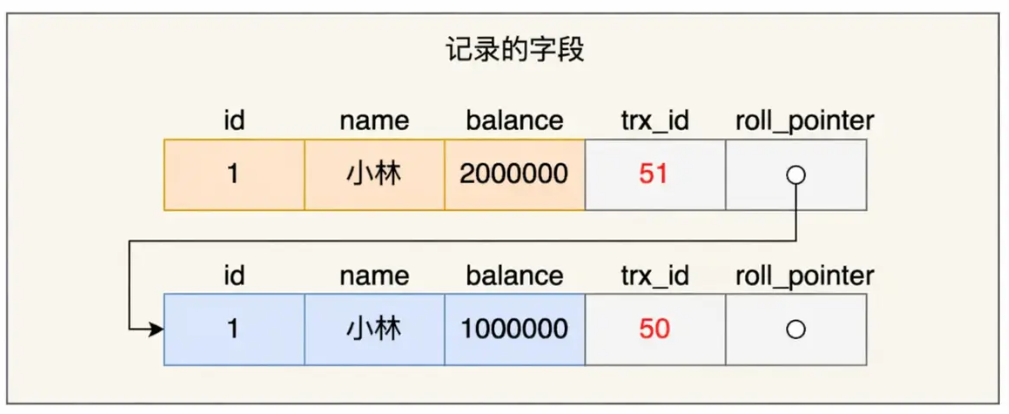 记录的字段
id name balance trx_id roll_pointer
1 小林 2000000 51
id name balance trx_id roll_pointer
1 小林 1000000 50